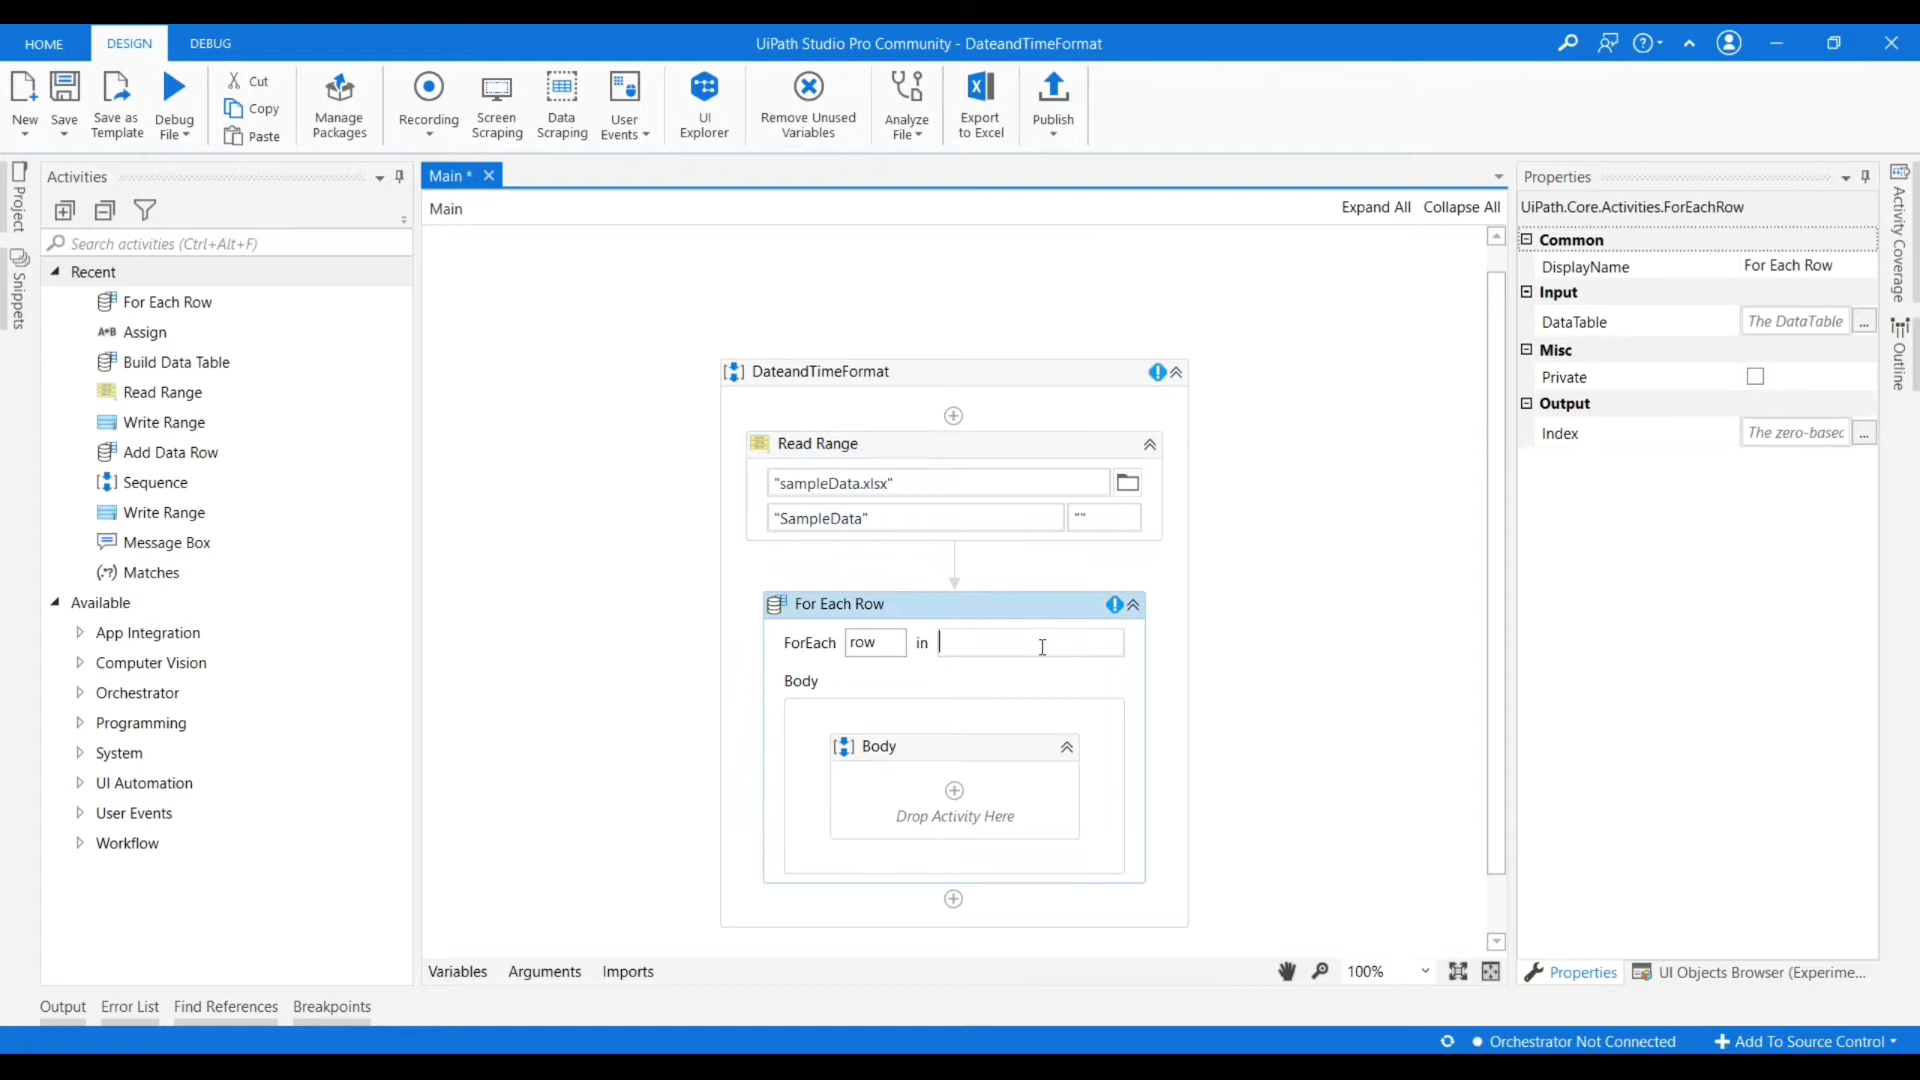 HOME
DESIGN
DEBUG
UiPath Studio Pro Community - DateandTimeFormat
New
Save
Save as Template
Debug File
Cut
Copy
Paste
Manage Packages
Recording
Screen Scraping
Data Scraping
User Events
UI Explorer
Remove Unused Variables
Analyze File
Export to Excel
Publish
Project
Snippets
Activities
Search activities (Ctrl+Alt+F)
Recent
For Each Row
A*B Assign
Build Data Table
Read Range
Write Range
Add Data Row
Sequence
Write Range
Message Box
Matches
Available
App Integration
Computer Vision
Orchestrator
Programming
System
UI Automation
User Events
Workflow
Main *
Main
Expand All
Collapse All
DateandTimeFormat
Read Range
"sampleData.xlsx"
"SampleData"
""
For Each Row
ForEach
row
in
Body
Body
Drop Activity Here
Variables
Arguments
Imports
100%
Properties
UiPath.Core.Activities.ForEachRow
Common
DisplayName
For Each Row
Input
DataTable
The DataTable
...
Misc
Private
Output
Index
The zero-based
...
Properties
UI Objects Browser (Experime...
Activity Coverage
Outline
Output
Error List
Find References
Breakpoints
Orchestrator Not Connected
Add To Source Control